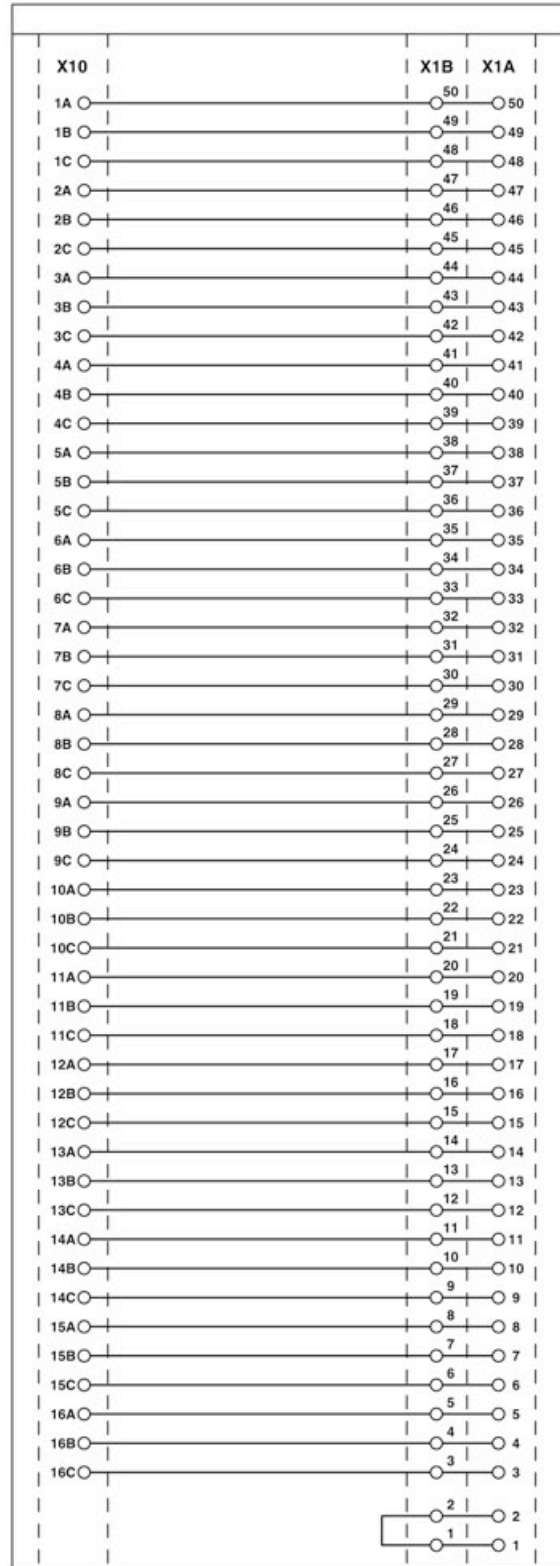 X10 X1B X1A
1A 50 50
1B 49 49
1C 48 48
2A 47 47
2B 46 46
2C 45 45
3A 44 44
3B 43 43
3C 42 42
4A 41 41
4B 40 40
4C 39 39
5A 38 38
5B 37 37
5C 36 36
6A 35 35
6B 34 34
6C 33 33
7A 32 32
7B 31 31
7C 30 30
8A 29 29
8B 28 28
8C 27 27
9A 26 26
9B 25 25
9C 24 24
10A 23 23
10B 22 22
10C 21 21
11A 20 20
11B 19 19
11C 18 18
12A 17 17
12B 16 16
12C 15 15
13A 14 14
13B 13 13
13C 12 12
14A 11 11
14B 10 10
14C 9 9
15A 8 8
15B 7 7
15C 6 6
16A 5 5
16B 4 4
16C 3 3
2 2
1 1